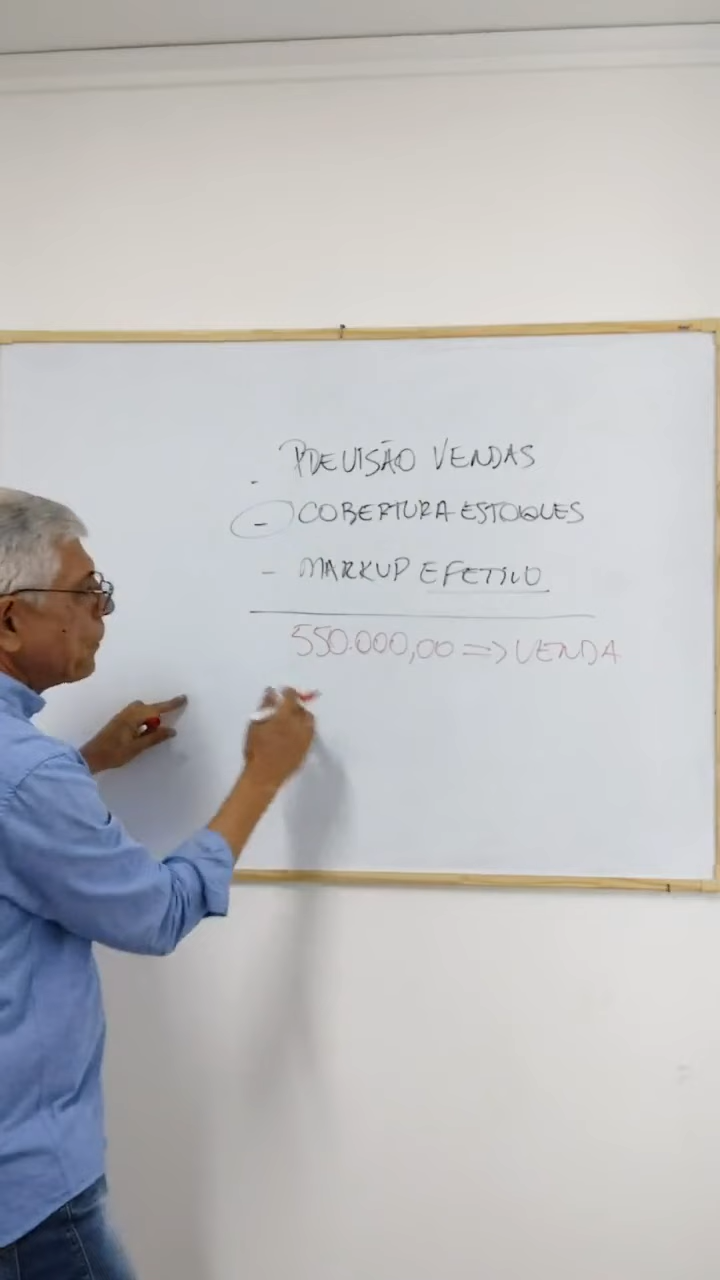 - PREVISÃO VENDAS
- COBERTURA ESTOQUES
- MARKUP EFETIVO
550.000,00 => VENDA